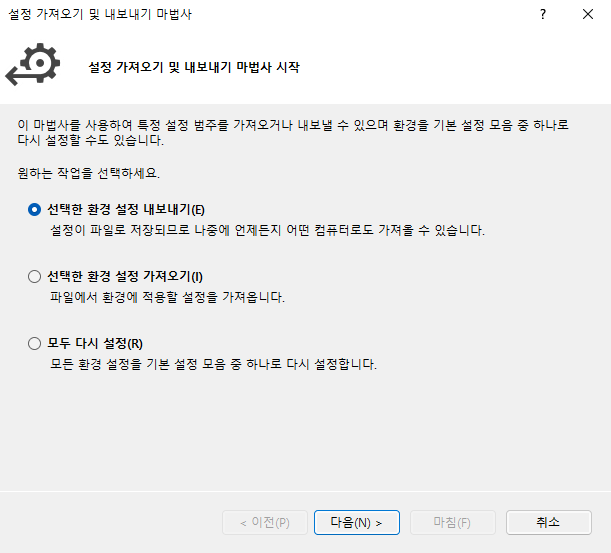 설정 가져오기 및 내보내기 마법사
?
설정 가져오기 및 내보내기 마법사 시작
이 마법사를 사용하여 특정 설정 범주를 가져오거나 내보낼 수 있으며 환경을 기본 설정 모음 중 하나로
다시 설정할 수도 있습니다.
원하는 작업을 선택하세요.
선택한 환경 설정 내보내기(E)
설정이 파일로 저장되므로 나중에 언제든지 어떤 컴퓨터로도 가져올 수 있습니다.
선택한 환경 설정 가져오기(I)
파일에서 환경에 적용할 설정을 가져옵니다.
모두 다시 설정(R)
모든 환경 설정을 기본 설정 모음 중 하나로 다시 설정합니다.
< 이전(P)
다음(N) >
마침(F)
취소